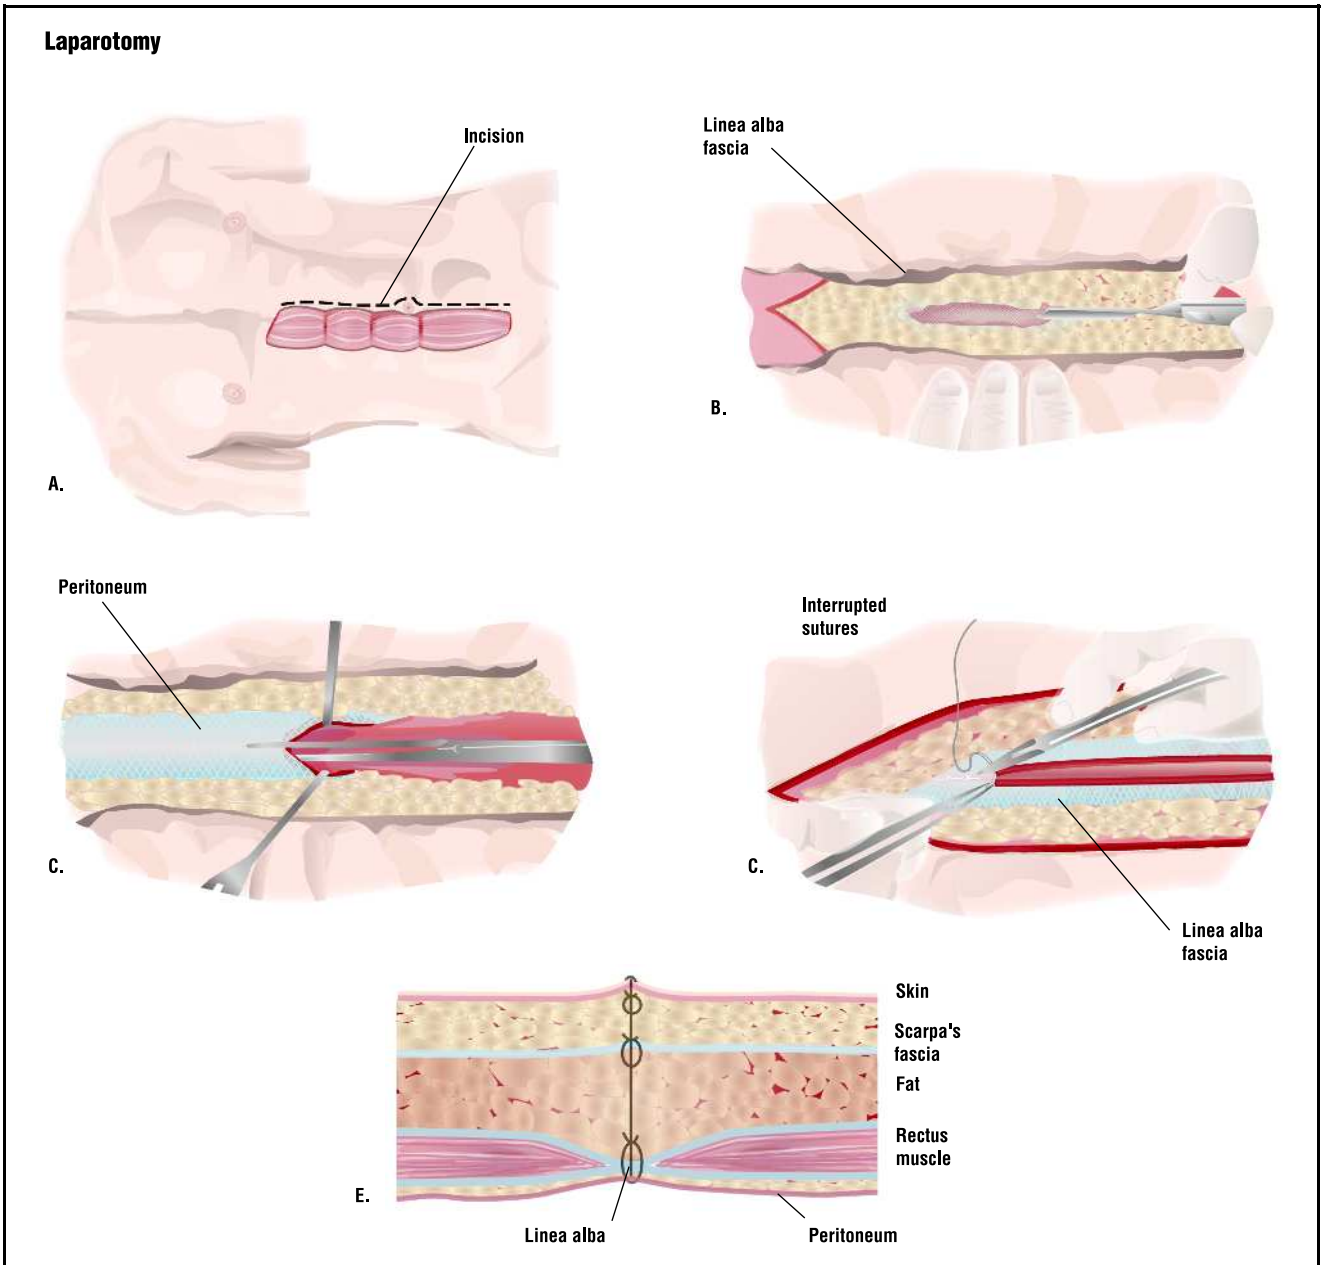 Laparotomy
Incision
A.
Linea alba
fascia
B.
Peritoneum
C.
Interrupted
sutures
C.
Linea alba
fascia
Skin
Scarpa's
fascia
Fat
Rectus
muscle
E.
Linea alba
Peritoneum